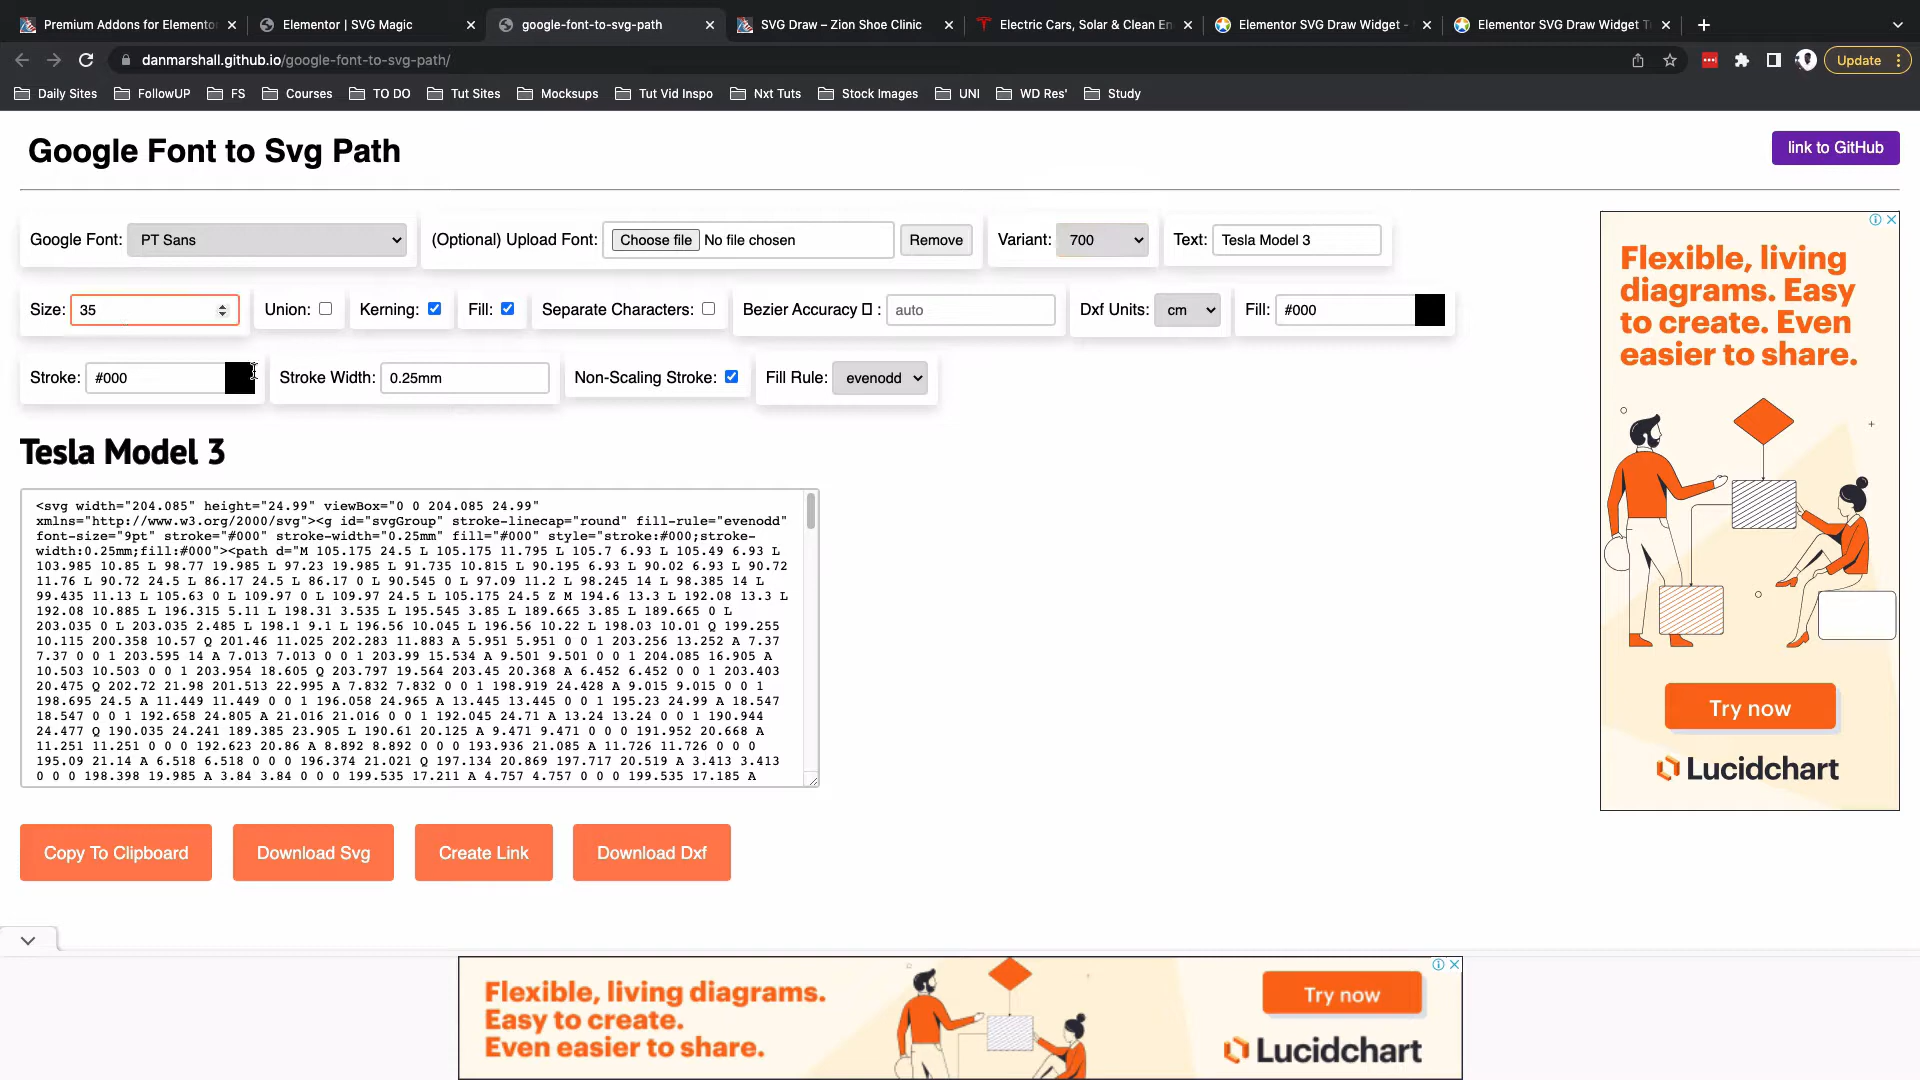 Premium Addons for Elemento
Elementor | SVG Magic
google-font-to-svg-path
SVG Draw – Zion Shoe Clinic
Electric Cars, Solar & Clean En
Elementor SVG Draw Widget -
Elementor SVG Draw Widget T
danmarshall.github.io/google-font-to-svg-path/
Update
Daily Sites
FollowUP
FS
Courses
TO DO
Tut Sites
Mocksups
Tut Vid Inspo
Nxt Tuts
Stock Images
UNI
WD Res'
Study
Google Font to Svg Path
link to GitHub
Google Font: PT Sans
(Optional) Upload Font: Choose file No file chosen Remove
Variant: 700
Text: Tesla Model 3
Size: 35
Union:
Kerning:
Fill:
Separate Characters:
Bezier Accuracy : auto
Dxf Units: cm
Fill: #000
Stroke: #000
Stroke Width: 0.25mm
Non-Scaling Stroke:
Fill Rule: evenodd
Tesla Model 3
<svg width="204.085" height="24.99" viewBox="0 0 204.085 24.99"
xmlns="http://www.w3.org/2000/svg"><g id="svgGroup" stroke-linecap="round" fill-rule="evenodd"
font-size="9pt" stroke="#000" stroke-width="0.25mm" fill="#000" style="stroke:#000;stroke-
width:0.25mm;fill:#000"><path d="M 105.175 24.5 L 105.175 11.795 L 105.7 6.93 L 105.49 6.93 L
103.985 10.85 L 98.77 19.985 L 97.23 19.985 L 91.735 10.815 L 90.195 6.93 L 90.02 6.93 L 90.72
11.76 L 90.72 24.5 L 86.17 24.5 L 86.17 0 L 90.545 0 L 97.09 11.2 L 98.245 14 L 98.385 14 L
99.435 11.13 L 105.63 0 L 109.97 0 L 109.97 24.5 L 105.175 24.5 Z M 194.6 13.3 L 192.08 13.3 L
192.08 10.885 L 196.315 5.11 L 198.31 3.535 L 195.545 3.85 L 189.665 3.85 L 189.665 0 L
203.035 0 L 203.035 2.485 L 198.1 9.1 L 196.56 10.045 L 196.56 10.22 L 198.03 10.01 Q 199.255
10.115 200.358 10.57 Q 201.46 11.025 202.283 11.883 A 5.951 5.951 0 0 1 203.256 13.252 A 7.37
7.37 0 0 1 203.595 14 A 7.013 7.013 0 0 1 203.99 15.534 A 9.501 9.501 0 0 1 204.085 16.905 A
10.503 10.503 0 0 1 203.954 18.605 Q 203.797 19.564 203.45 20.368 A 6.452 6.452 0 0 1 203.403
20.475 Q 202.72 21.98 201.513 22.995 A 7.832 7.832 0 0 1 198.919 24.428 A 9.015 9.015 0 0 1
198.695 24.5 A 11.449 11.449 0 0 1 196.058 24.965 A 13.445 13.445 0 0 1 195.23 24.99 A 18.547
18.547 0 0 1 192.658 24.805 A 21.016 21.016 0 0 1 192.045 24.71 A 13.24 13.24 0 0 1 190.944
24.477 Q 190.035 24.241 189.385 23.905 L 190.61 20.125 A 9.471 9.471 0 0 0 191.952 20.668 A
11.251 11.251 0 0 0 192.623 20.86 A 8.892 8.892 0 0 0 193.936 21.085 A 11.726 11.726 0 0 0
195.09 21.14 A 6.518 6.518 0 0 0 196.374 21.021 Q 197.134 20.869 197.717 20.519 A 3.413 3.413
0 0 0 198.398 19.985 A 3.84 3.84 0 0 0 199.535 17.211 A 4.757 4.757 0 0 0 199.535 17.185 A
Copy To Clipboard
Download Svg
Create Link
Download Dxf
Flexible, living
diagrams. Easy
to create. Even
easier to share.
Try now
Lucidchart
Flexible, living diagrams.
Easy to create.
Even easier to share.
Try now
Lucidchart